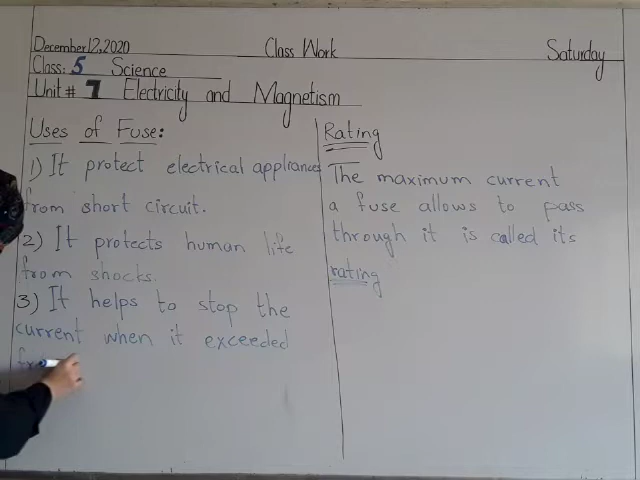 December 12, 2020 Class Work Saturday
Class: 5 Science
Unit # 7 Electricity and Magnetism
Uses of Fuse:
1) It protect electrical appliances
from short circuit.
2) It protects human life
from shocks.
3) It helps to stop the
current when it exceeded
Rating
The maximum current
a fuse allows to pass
through it is called its
rating